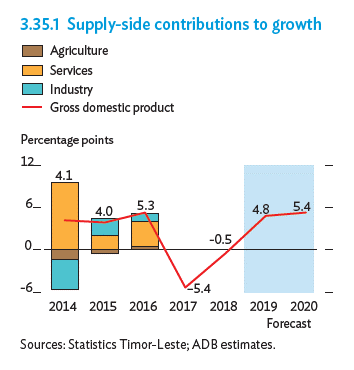 3.35.1 Supply-side contributions to growth
Agriculture
Services
Industry
Gross domestic product
Percentage points
12
6
0
-6
4.1
4.0
5.3
-5.4
-0.5
4.8
5.4
2014 2015 2016 2017 2018 2019 2020
Forecast
Sources: Statistics Timor-Leste; ADB estimates.